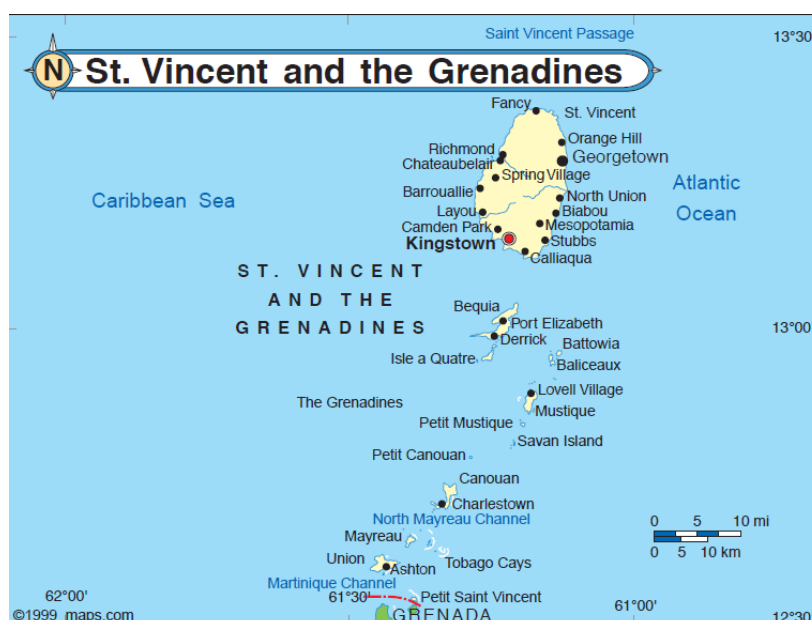 Saint Vincent Passage
13°30'
N
St. Vincent and the Grenadines
Fancy
St. Vincent
Orange Hill
Richmond
Georgetown
Chateaubelair
Spring Village
Barrouallie
North Union
Atlantic
Ocean
Caribbean Sea
Layou
Biabou
Camden Park
Mesopotamia
Kingstown
Stubbs
Calliaqua
ST. VINCENT
AND THE
GRENADINES
Bequia
Port Elizabeth
13°00
Derrick
Battowia
Isle a Quatre
Baliceaux
Lovell Village
The Grenadines
Mustique
Petit Mustique
Savan Island
Petit Canouan
Canouan
Charlestown
North Mayreau Channel
0 5 10 mi
0 5 10 km
Mayreau
Union
Tobago Cays
Ashton
Martinique Channel
62°00'
61°30'
Petit Saint Vincent
61°00'
GRENADA
©1999 maps.com
12°30